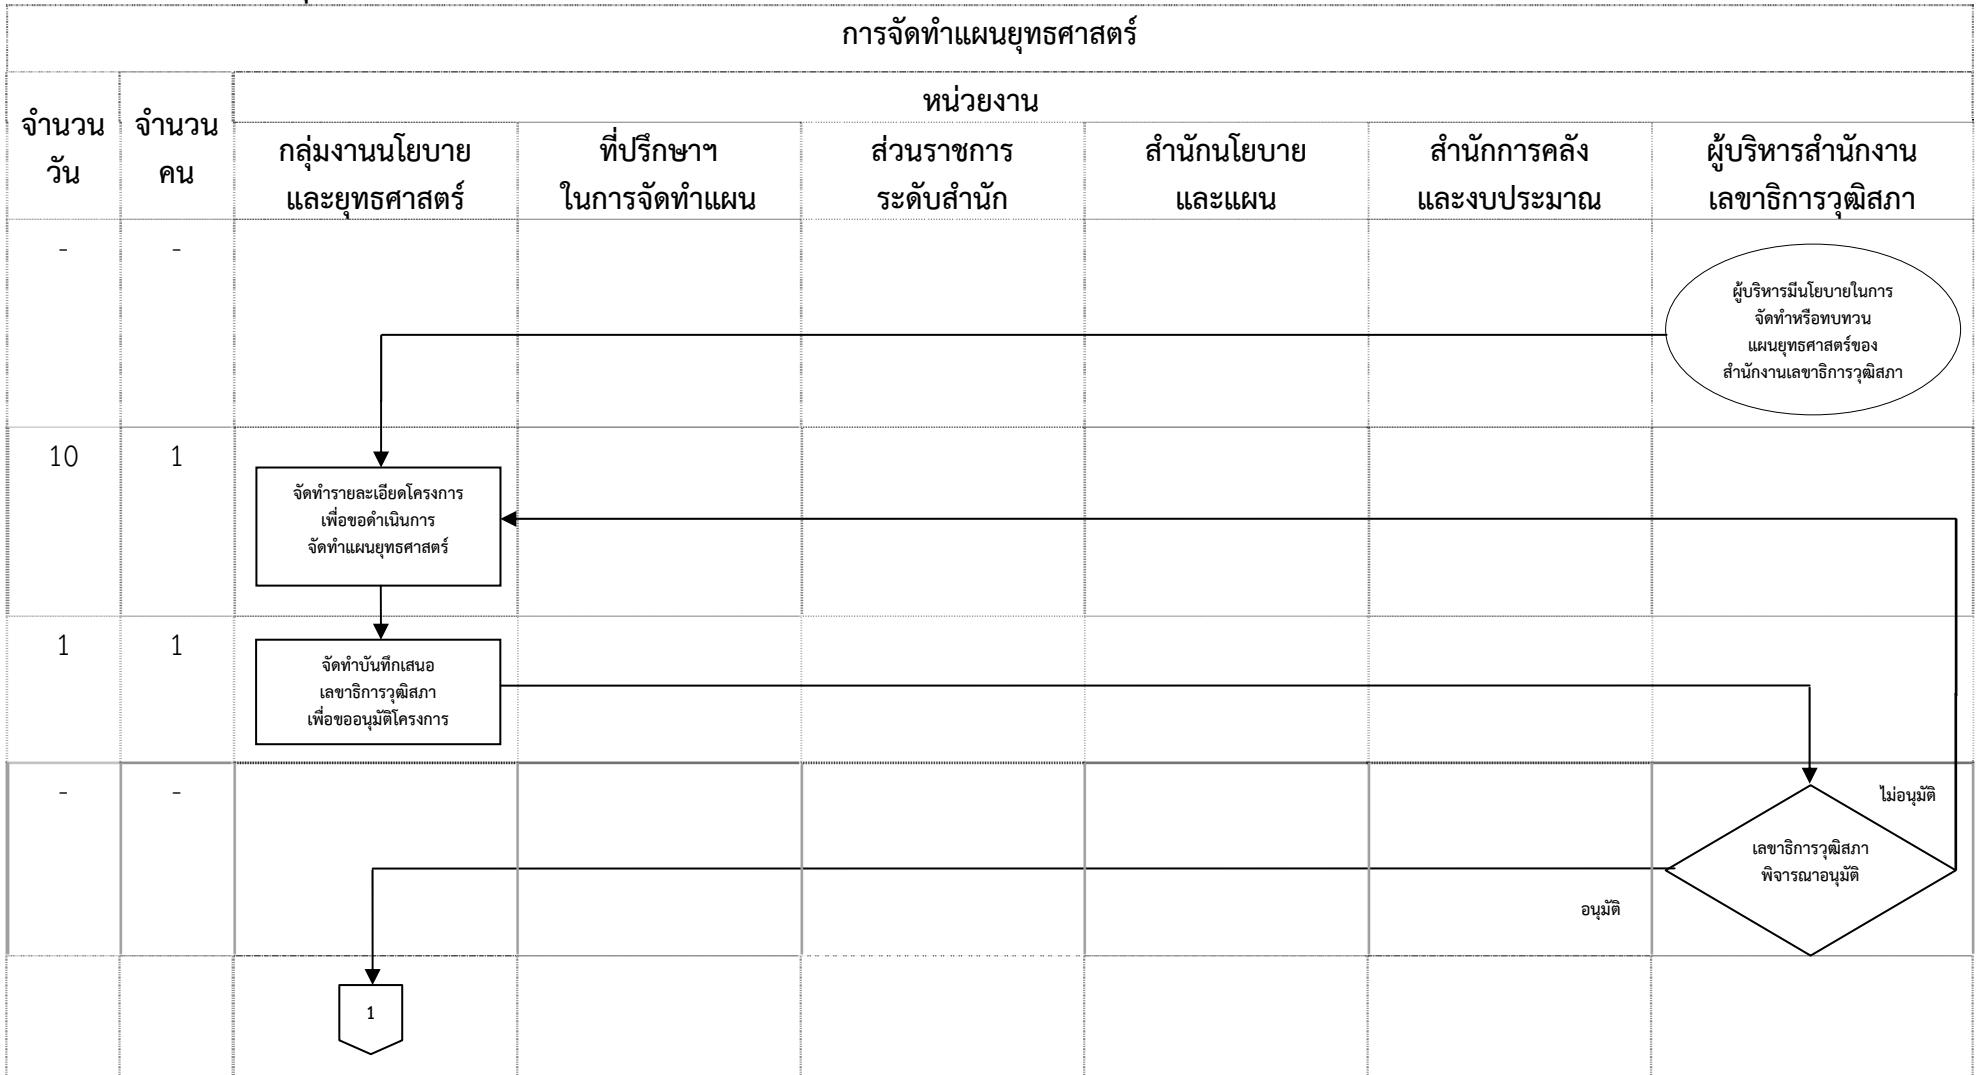 การจัดทำแผนยุทธศาสตร์
หน่วยงาน
จำนวน
วัน
จำนวน
คน
กลุ่มงานนโยบาย
และยุทธศาสตร์
ที่ปรึกษาฯ
ในการจัดทำแผน
ส่วนราชการ
ระดับสำนัก
สำนักนโยบาย
และแผน
สำนักการคลัง
และงบประมาณ
ผู้บริหารสำนักงาน
เลขาธิการวุฒิสภา
- -
ผู้บริหารมีนโยบายในการ
จัดทำหรือทบทวน
แผนยุทธศาสตร์ของ
สำนักงานเลขาธิการวุฒิสภา
10 1
จัดทำรายละเอียดโครงการ
เพื่อขอดำเนินการ
จัดทำแผนยุทธศาสตร์
1 1
จัดทำบันทึกเสนอ
เลขาธิการวุฒิสภา
เพื่อขออนุมัติโครงการ
- -
ไม่อนุมัติ
เลขาธิการวุฒิสภา
พิจารณาอนุมัติ
อนุมัติ
1